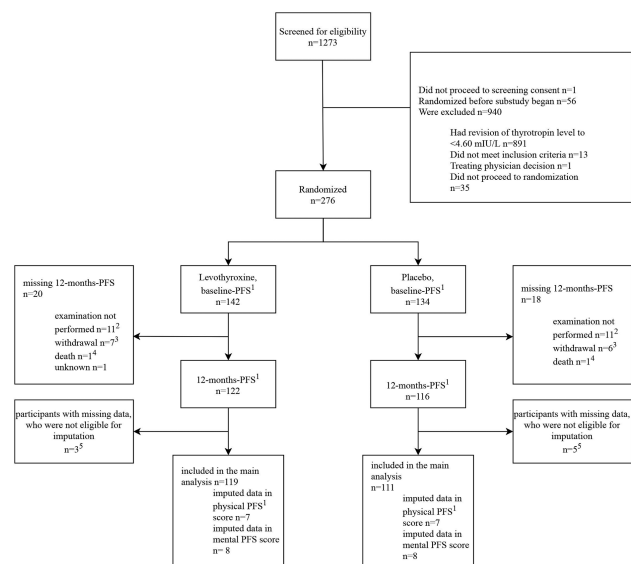 Screened for eligibility
n=1273
Did not proceed to screening consent n=1
Randomized before substudy began n=56
Were excluded n=940
Had revision of thyrotropin level to
<4.60 mIU/L n=891
Did not meet inclusion criteria n=13
Treating physician decision n=1
Did not proceed to randomization
n=35
Randomized
n=276
Levothyroxine,
baseline-PFS¹
n=142
Placebo,
baseline-PFS¹
n=134
missing 12-months-PFS
n=20
examination not
performed n=11²
withdrawal n=7³
death n=1⁴
unknown n=1
missing 12-months-PFS
n=18
examination not
performed n=11²
withdrawal n=6³
death n=1⁴
12-months-PFS¹
n=122
12-months-PFS¹
n=116
participants with missing data,
who were not eligible for
imputation
n=3⁵
participants with missing data,
who were not eligible for
imputation
n=5⁵
included in the main
analysis n=119
imputed data in
physical PFS¹
score n=7
imputed data in
mental PFS score
n= 8
included in the main
analysis
n=111
imputed data in
physical PFS¹
score n=7
imputed data in
mental PFS score
n=8